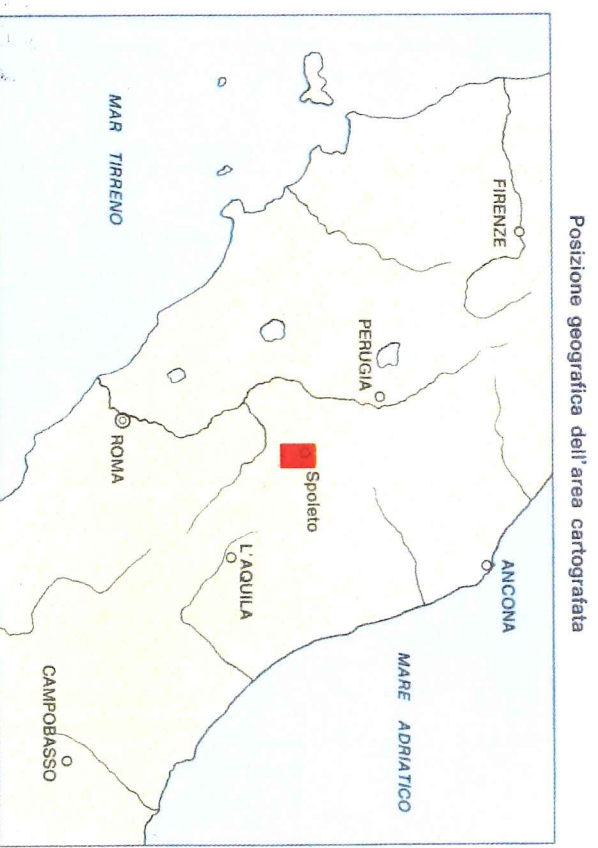 Posizione geografica dell'area cartografata
FIRENZE
ANCONA
MARE ADRIATICO
PERUGIA
Spoleto
L'AQUILA
MAR TIRRENO
ROMA
CAMPOBASSO